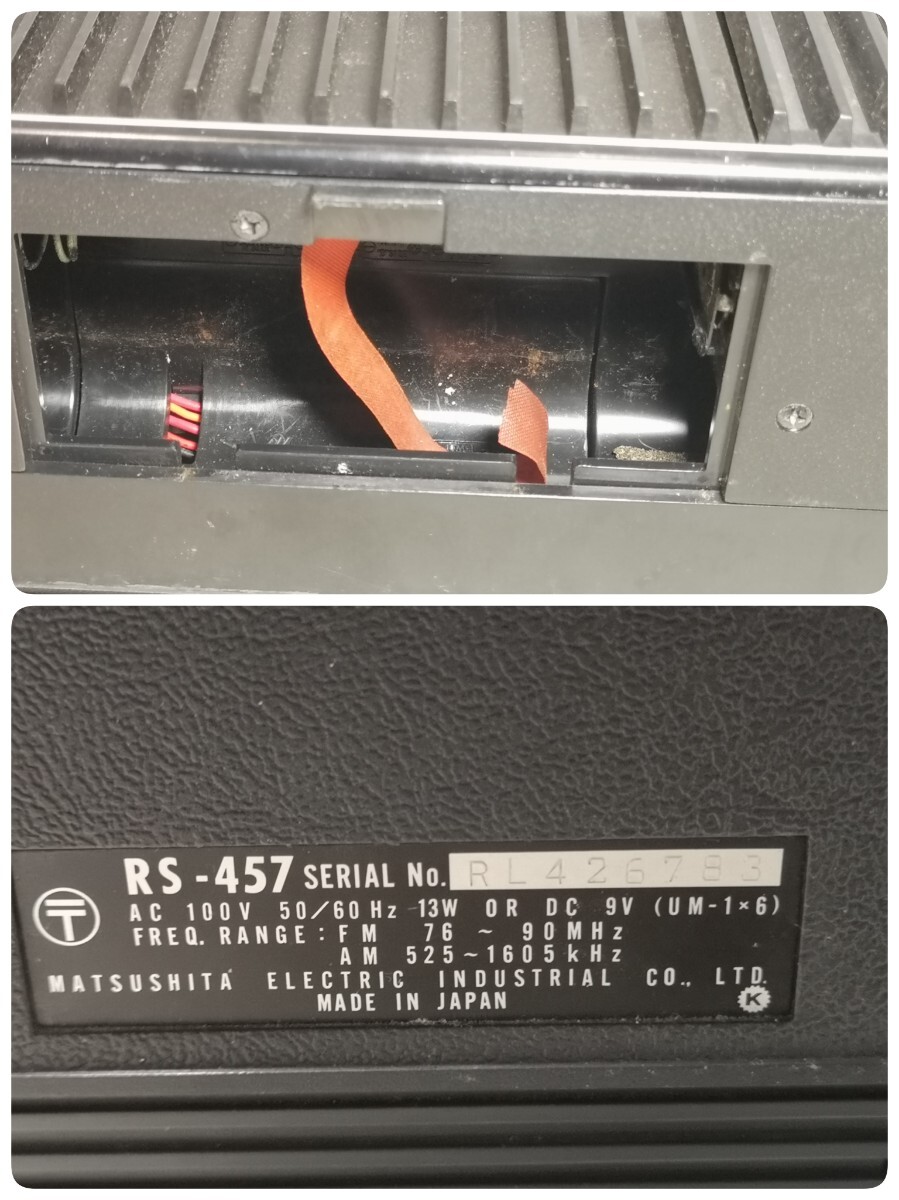 RS-457 SERIAL No. RL426783
AC 100V 50/60Hz 13W OR DC 9V (UM-1×6)
FREQ. RANGE: FM 76 ~ 90MHz
AM 525~1605kHz
MATSUSHITA ELECTRIC INDUSTRIAL CO., LTD.
MADE IN JAPAN
K